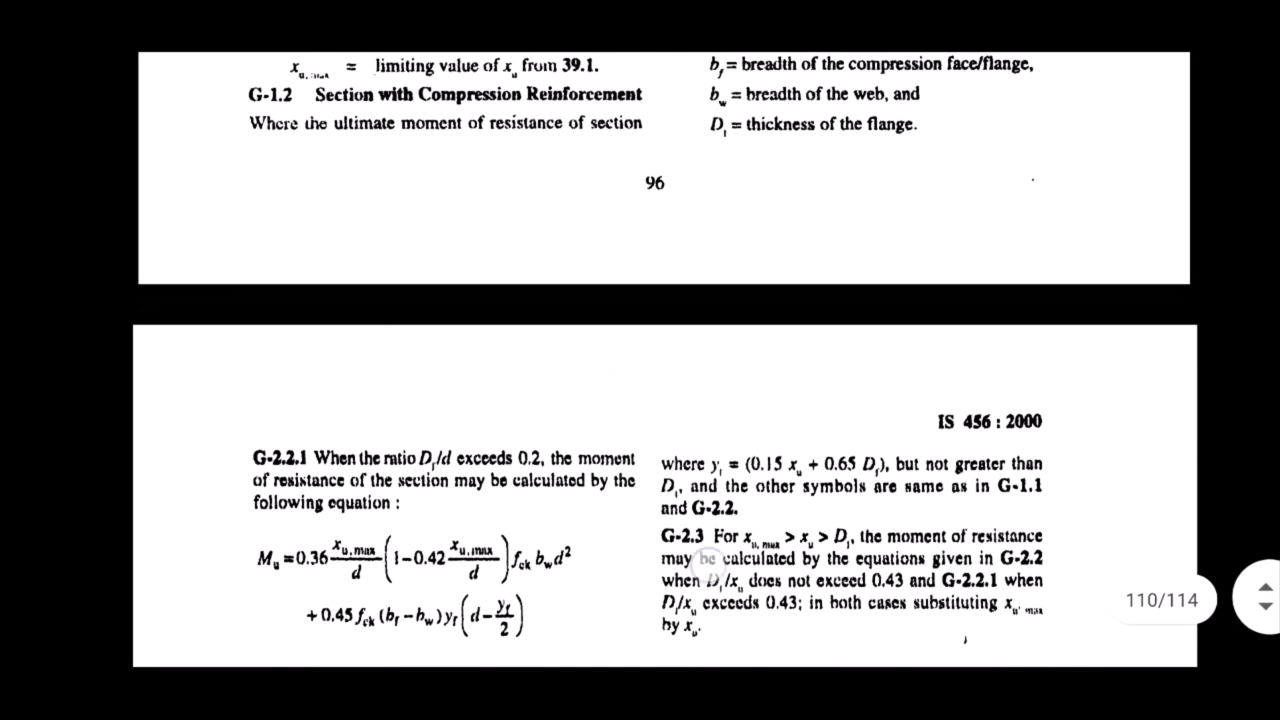 x_u,max = limiting value of x_u from 39.1.
G-1.2 Section with Compression Reinforcement
Where the ultimate moment of resistance of section
b_f = breadth of the compression face/flange,
b_w = breadth of the web, and
D_f = thickness of the flange.
96
IS 456 : 2000
G-2.2.1 When the ratio D_f/d exceeds 0.2, the moment
of resistance of the section may be calculated by the
following equation :
M_u = 0.36 x_u,max/d (1−0.42 x_u,max/d) f_ck b_w d²
+ 0.45 f_ck (b_f − b_w) y_f (d − y_f/2)
where y_f = (0.15 x_u + 0.65 D_f), but not greater than
D_f, and the other symbols are same as in G-1.1
and G-2.2.
G-2.3 For x_u,max > x_u > D_f, the moment of resistance
may be calculated by the equations given in G-2.2
when D_f/x_u does not exceed 0.43 and G-2.2.1 when
D_f/x_u exceeds 0.43; in both cases substituting x_u,max
by x_u.
110/114